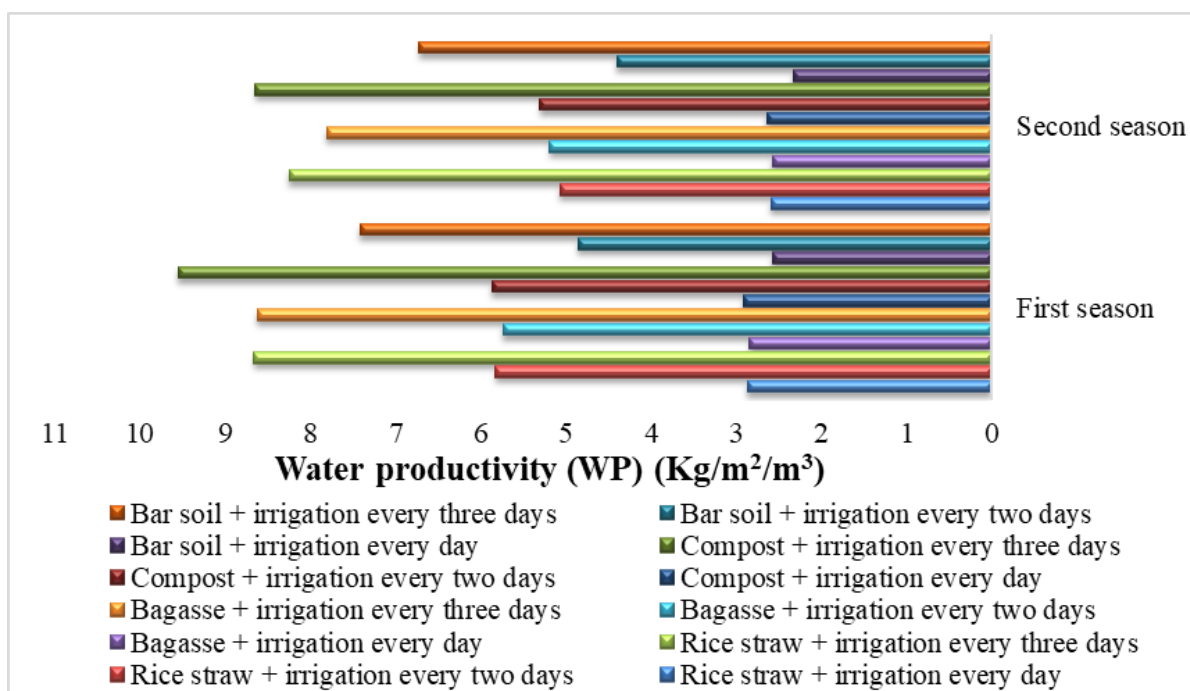 Second season
First season
11 10 9 8 7 6 5 4 3 2 1 0
Water productivity (WP) (Kg/m²/m³)
Bar soil + irrigation every three days
Bar soil + irrigation every two days
Bar soil + irrigation every day
Compost + irrigation every three days
Compost + irrigation every two days
Compost + irrigation every day
Bagasse + irrigation every three days
Bagasse + irrigation every two days
Bagasse + irrigation every day
Rice straw + irrigation every three days
Rice straw + irrigation every two days
Rice straw + irrigation every day